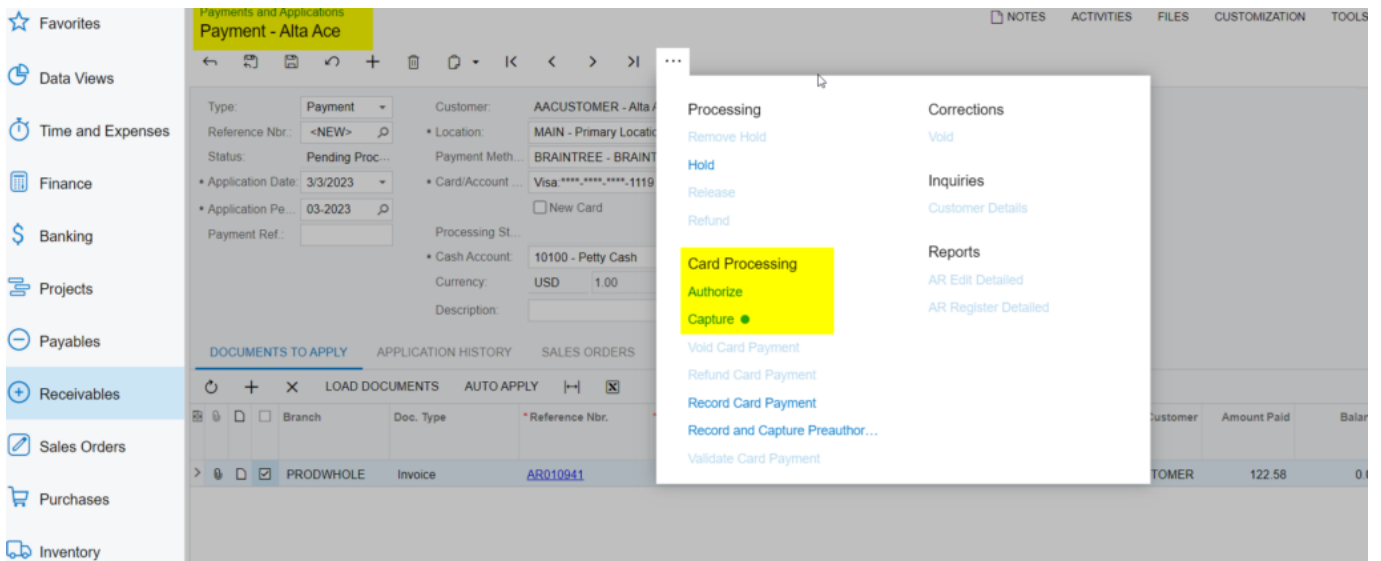 Favorites
Data Views
Time and Expenses
Finance
Banking
Projects
Payables
Receivables
Sales Orders
Purchases
Inventory
Payments and Applications
Payment - Alta Ace
NOTES ACTIVITIES FILES CUSTOMIZATION TOOLS
Type: Payment
Reference Nbr.: <NEW>
Status: Pending Proc...
* Application Date: 3/3/2023
* Application Pe... 03-2023
Payment Ref.:
Customer: AACUSTOMER - Alta A
* Location: MAIN - Primary Locatio
Payment Meth... BRAINTREE - BRAINT
* Card/Account ... Visa:****-****-****-1119
New Card
Processing St...
* Cash Account: 10100 - Petty Cash
Currency: USD 1.00
Description:
Processing
Remove Hold
Hold
Release
Refund
Card Processing
Authorize
Capture
Void Card Payment
Refund Card Payment
Record Card Payment
Record and Capture Preauthor...
Validate Card Payment
Corrections
Void
Inquiries
Customer Details
Reports
AR Edit Detailed
AR Register Detailed
DOCUMENTS TO APPLY APPLICATION HISTORY SALES ORDERS
LOAD DOCUMENTS AUTO APPLY
Branch Doc. Type *Reference Nbr. * Customer Amount Paid Balan
PRODWHOLE Invoice AR010941 TOMER 122.58 0.0